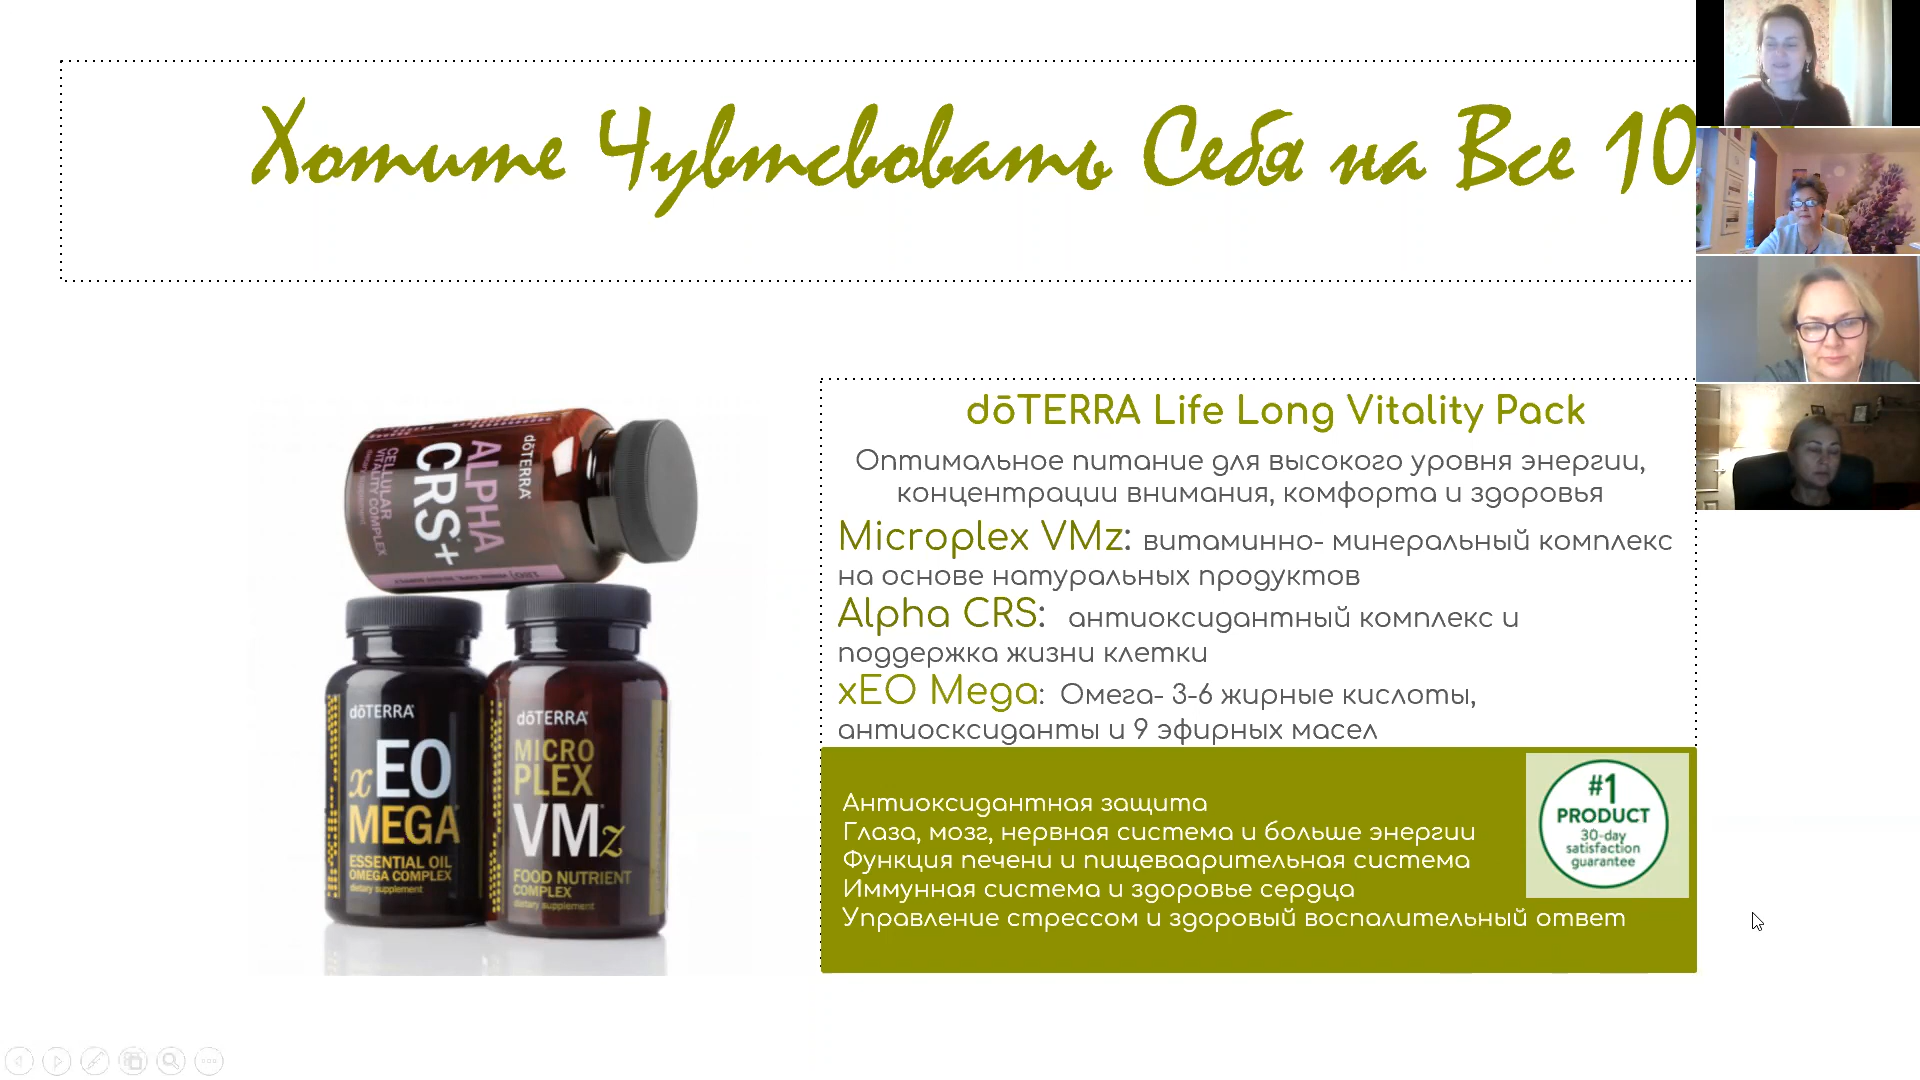 Хотите Чувтсвовать Себя на Все 10
dōTERRA Life Long Vitality Pack
Оптимальное питание для высокого уровня энергии,
концентрации внимания, комфорта и здоровья
Microplex VMz: витаминно- минеральный комплекс
на основе натуральных продуктов
Alpha CRS: антиоксидантный комплекс и
поддержка жизни клетки
xEO Mega: Омега- 3-6 жирные кислоты,
антиосксиданты и 9 эфирных масел
Антиоксидантная защита
Глаза, мозг, нервная система и больше энергии
Функция печени и пищеваарительная система
Иммунная система и здоровье сердца
Управление стрессом и здоровый воспалительный ответ
#1
PRODUCT
30-day
satisfaction
guarantee
dōTERRA
ALPHA
CRS+
CELLULAR
VITALITY COMPLEX
dōTERRA
xEO
MEGA
ESSENTIAL OIL
OMEGA COMPLEX
dietary supplement
dōTERRA
MICRO
PLEX
VMz
FOOD NUTRIENT
COMPLEX
dietary supplement